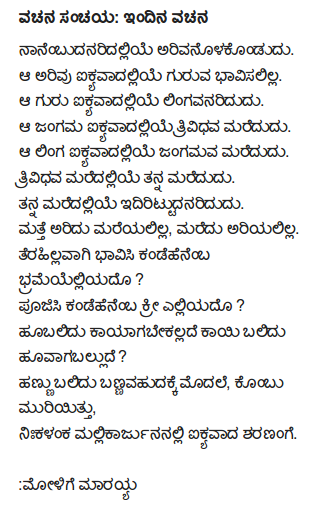 ವಚನ ಸಂಚಯ: ಇಂದಿನ ವಚನ
ನಾನೆಂಬುದನರಿದಲ್ಲಿಯೆ ಅರಿವನೊಳಕೊಂಡುದು.
ಆ ಅರಿವು ಐಕ್ಯವಾದಲ್ಲಿಯೆ ಗುರುವ ಭಾವಿಸಲಿಲ್ಲ.
ಆ ಗುರು ಐಕ್ಯವಾದಲ್ಲಿಯೆ ಲಿಂಗವನರಿದುದು.
ಆ ಜಂಗಮ ಐಕ್ಯವಾದಲ್ಲಿಯೆ ತ್ರಿವಿಧವ ಮರೆದುದು.
ಆ ಲಿಂಗ ಐಕ್ಯವಾದಲ್ಲಿಯೆ ಜಂಗಮವ ಮರೆದುದು.
ತ್ರಿವಿಧವ ಮರೆದಲ್ಲಿಯೆ ತನ್ನ ಮರೆದುದು.
ತನ್ನ ಮರೆದಲ್ಲಿಯೆ ಇದಿರಿಟ್ಟುದನರಿದುದು.
ಮತ್ತೆ ಅರಿದು ಮರೆಯಲಿಲ್ಲ, ಮರೆದು ಅರಿಯಲಿಲ್ಲ.
ತೆರಹಿಲ್ಲವಾಗಿ ಭಾವಿಸಿ ಕಂಡೆಹೆನೆಂಬ
ಭ್ರಮೆಯೆಲ್ಲಿಯದೊ ?
ಪೂಜಿಸಿ ಕಂಡೆಹೆನೆಂಬ ಕ್ರೀ ಎಲ್ಲಿಯದೊ ?
ಹೂಬಲಿದು ಕಾಯಾಗಬೇಕಲ್ಲದೆ ಕಾಯಿ ಬಲಿದು
ಹೂವಾಗಬಲ್ಲುದೆ ?
ಹಣ್ಣು ಬಲಿದು ಬಣ್ಣವಹುದಕ್ಕೆ ಮೊದಲೆ, ಕೊಂಬು
ಮುರಿಯಿತ್ತು,
ನಿಃಕಳಂಕ ಮಲ್ಲಿಕಾರ್ಜುನನಲ್ಲಿ ಐಕ್ಯವಾದ ಶರಣಂಗೆ.
:ಮೋಳಿಗೆ ಮಾರಯ್ಯ